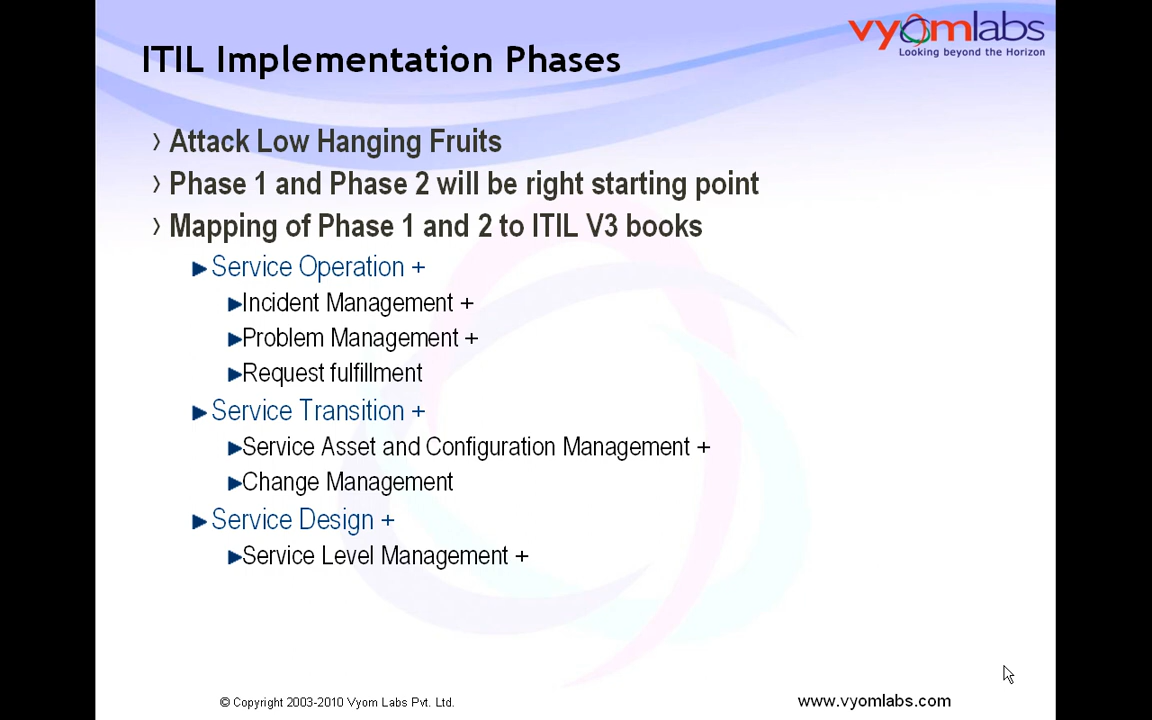 vyomlabs
Looking beyond the Horizon
ITIL Implementation Phases
› Attack Low Hanging Fruits
› Phase 1 and Phase 2 will be right starting point
› Mapping of Phase 1 and 2 to ITIL V3 books
► Service Operation +
► Incident Management +
► Problem Management +
► Request fulfillment
► Service Transition +
► Service Asset and Configuration Management +
► Change Management
► Service Design +
► Service Level Management +
© Copyright 2003-2010 Vyom Labs Pvt. Ltd.
www.vyomlabs.com